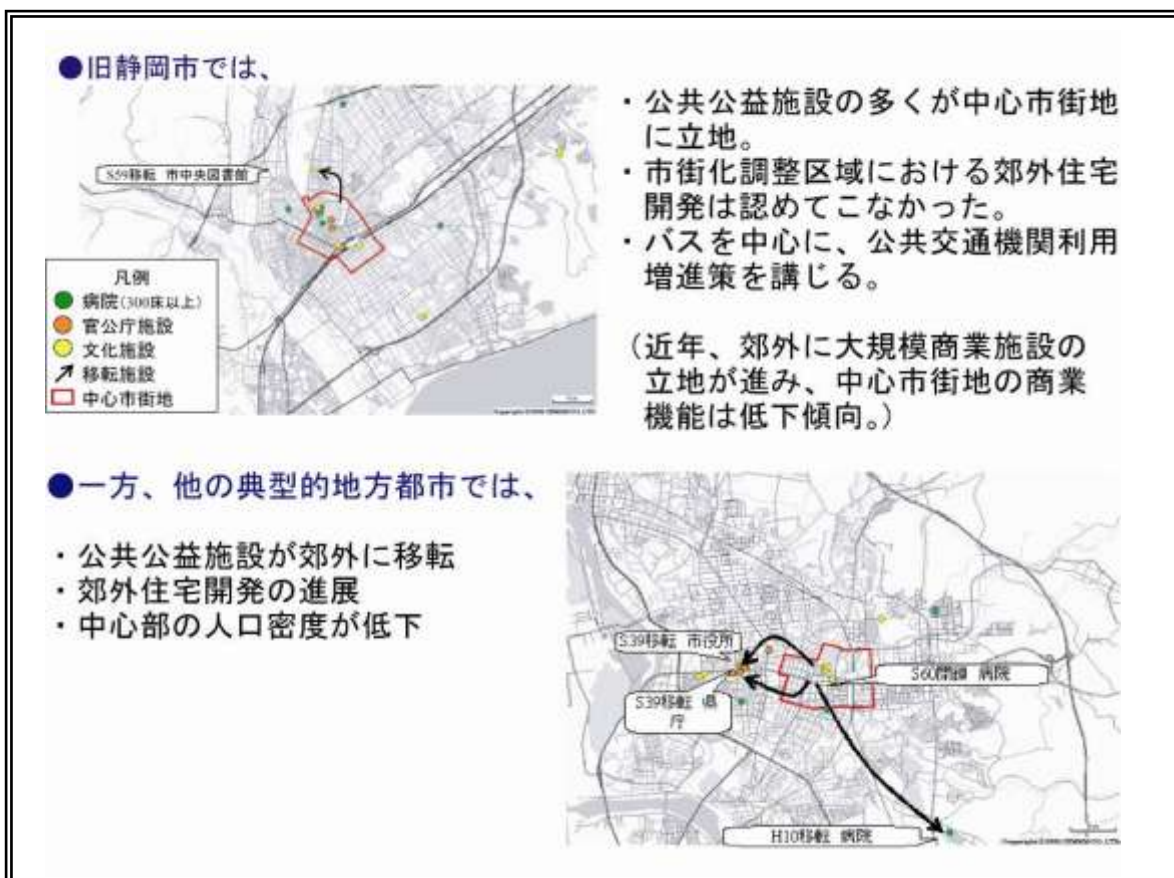 ●旧静岡市では、
S59移転 市中央図書館
凡例
病院(300床以上)
官公庁施設
文化施設
移転施設
中心市街地
・公共公益施設の多くが中心市街地
に立地。
・市街化調整区域における郊外住宅
開発は認めてこなかった。
・バスを中心に、公共交通機関利用
増進策を講じる。
（近年、郊外に大規模商業施設の
立地が進み、中心市街地の商業
機能は低下傾向。）
●一方、他の典型的地方都市では、
・公共公益施設が郊外に移転
・郊外住宅開発の進展
・中心部の人口密度が低下
S39移転 市役所
S60閉鎖 病院
S39移転 県
庁
H10移転 病院